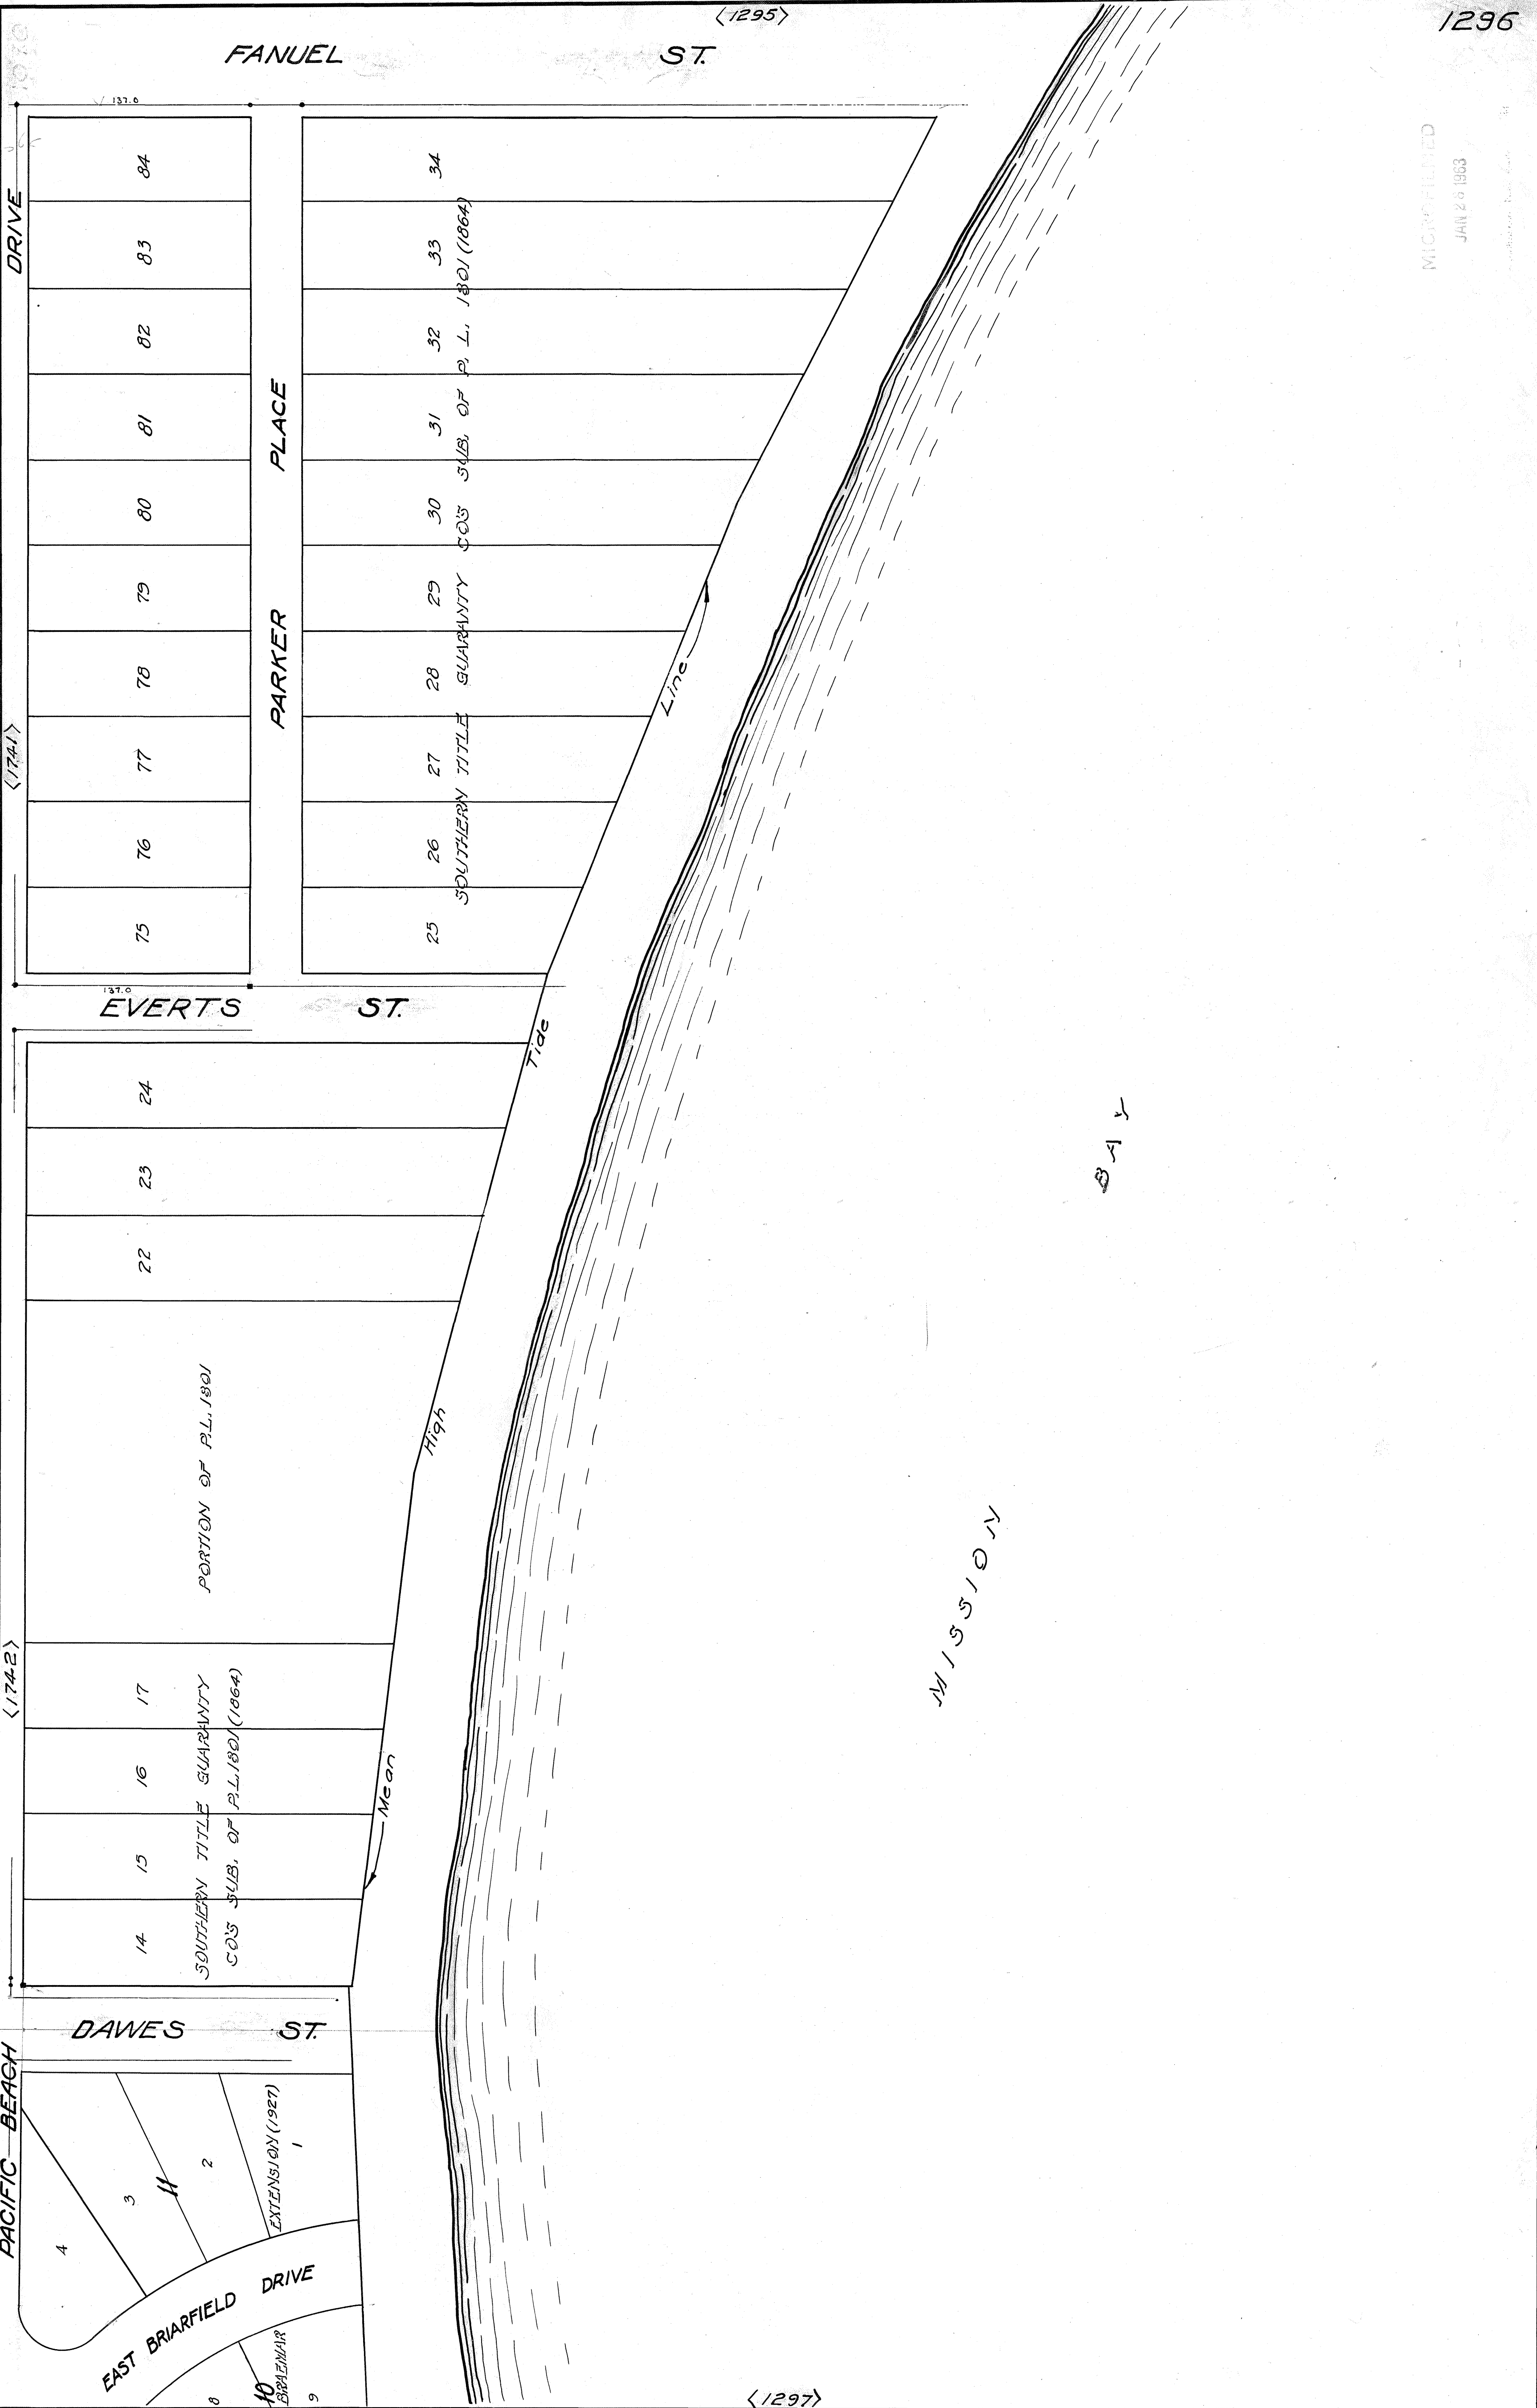 <1295>
1296
FANUEL ST.
137.0
MICROFILMED
JAN 28 1963
DRIVE
<1741>
84
83
82
81
80
79
78
77
76
75
PARKER PLACE
34
33
32
31
30
29
28
27
26
25
SOUTHERN TITLE GUARANTY CO'S SUB. OF P. L. 1801 (1864)
137.0
EVERTS ST.
24
23
22
PORTION OF P.L. 1801
<1742>
17
16
15
14
SOUTHERN TITLE GUARANTY
CO'S SUB. OF P.L. 1801 (1864)
Mean High Tide Line
MISSION BAY
DAWES ST.
PACIFIC BEACH
4
3
11
2
1
EXTENSION (1927)
EAST BRIARFIELD DRIVE
8
10
BRAEMAR
9
<1297>